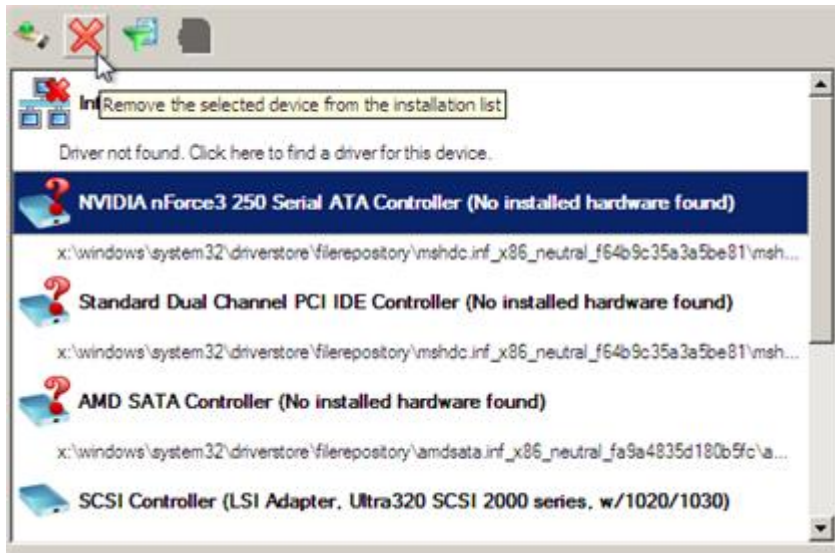 Int
Remove the selected device from the installation list
Driver not found. Click here to find a driver for this device.
NVIDIA nForce3 250 Serial ATA Controller (No installed hardware found)
x:\windows\system32\driverstore\filerepository\mshdc.inf_x86_neutral_f64b9c35a3a5be81\msh...
Standard Dual Channel PCI IDE Controller (No installed hardware found)
x:\windows\system32\driverstore\filerepository\mshdc.inf_x86_neutral_f64b9c35a3a5be81\msh...
AMD SATA Controller (No installed hardware found)
x:\windows\system32\driverstore\filerepository\amdsata.inf_x86_neutral_fa9a4835d180b5fc\a...
SCSI Controller (LSI Adapter, Ultra320 SCSI 2000 series, w/1020/1030)